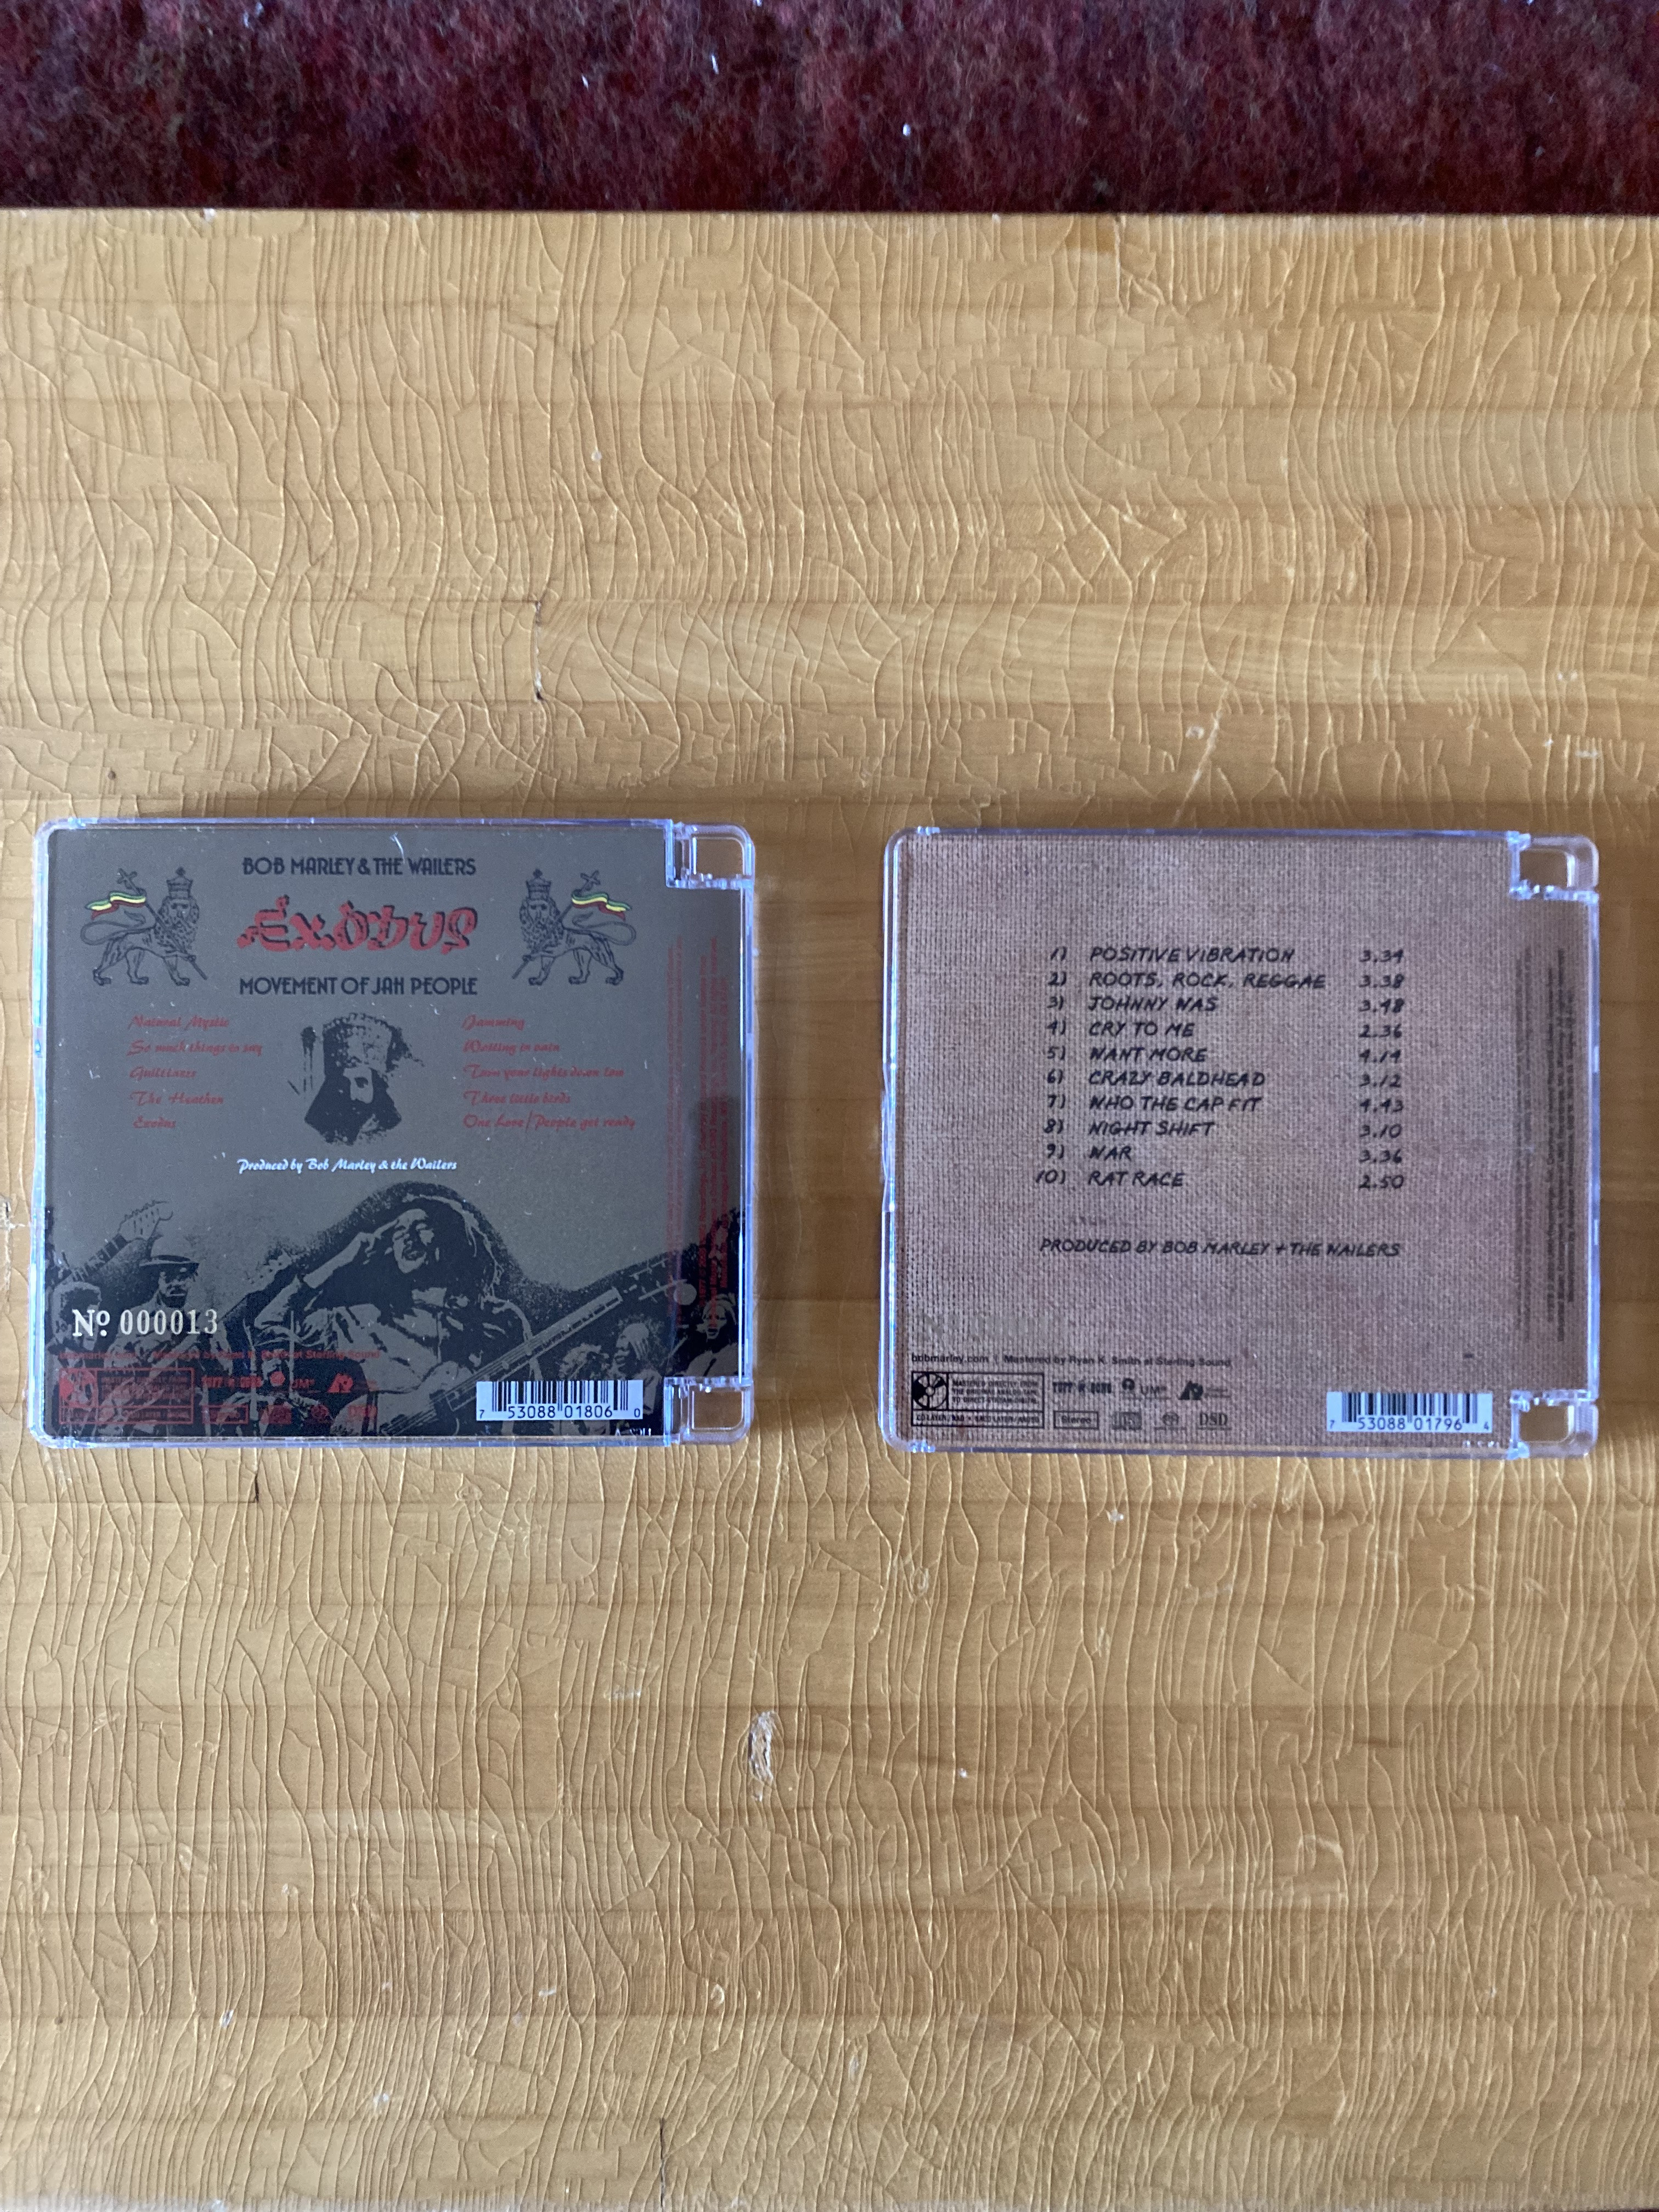 BOB MARLEY & THE WAILERS
EXODUS
MOVEMENT OF JAH PEOPLE
Natural Mystic
So much things to say
Guiltiness
The Heathen
Exodus
Jamming
Waiting in vain
Turn your lights down low
Three little birds
One Love/People get ready
Produced by Bob Marley & the Wailers
Nº 000013
7 53088 01806 0
1) POSITIVE VIBRATION 3.34
2) ROOTS, ROCK, REGGAE 3.38
3) JOHNNY WAS 3.48
4) CRY TO ME 2.36
5) WANT MORE 4.14
6) CRAZY BALDHEAD 3.12
7) WHO THE CAP FIT 4.43
8) NIGHT SHIFT 3.10
9) WAR 3.36
10) RAT RACE 2.50
PRODUCED BY BOB MARLEY + THE WAILERS
bobmarley.com | Mastered by Ryan K. Smith at Sterling Sound
UMe
Stereo
DSD
7 53088 01796 4